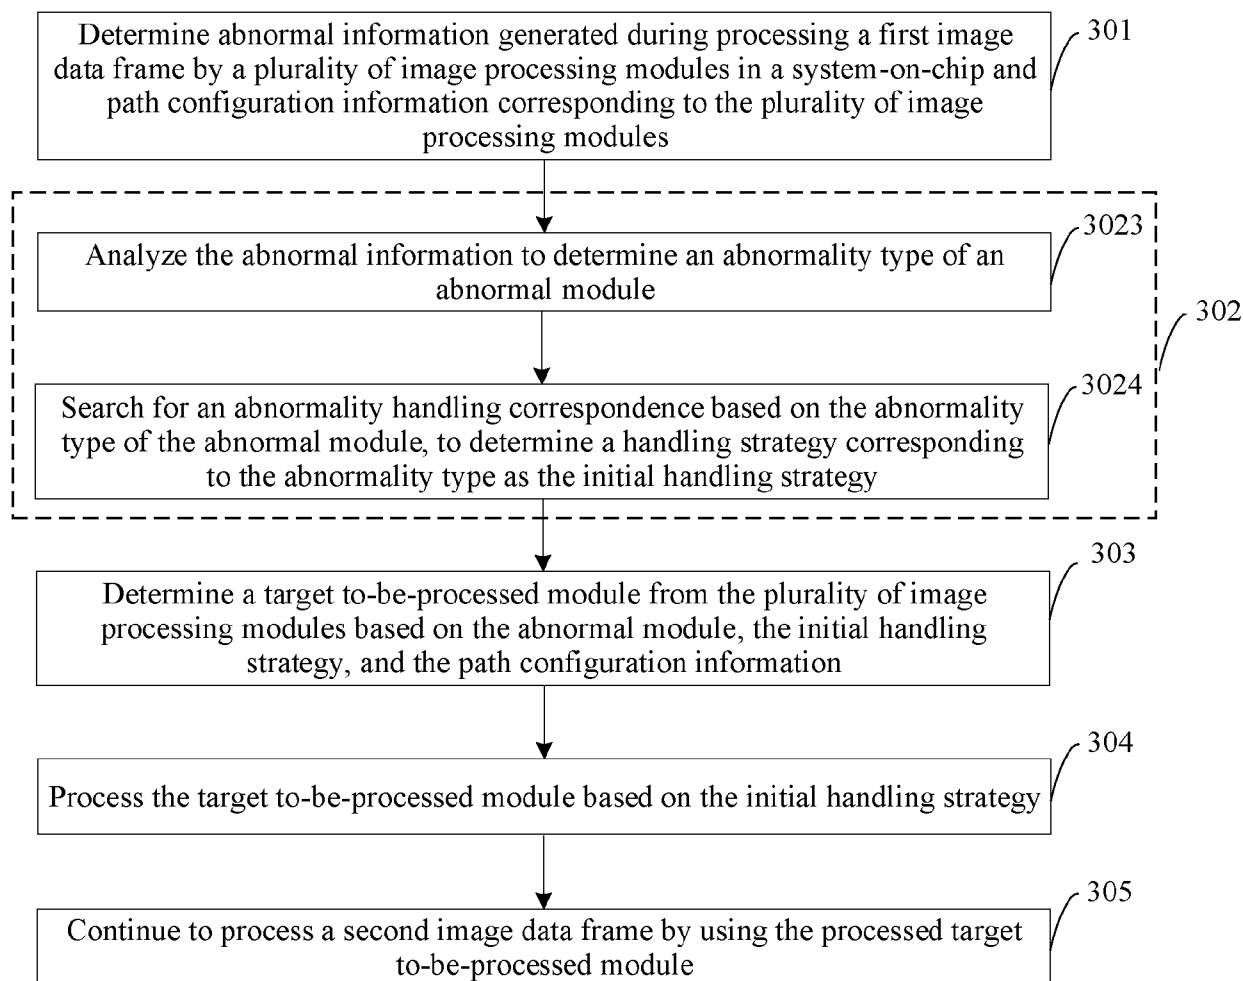 Determine abnormal information generated during processing a first image
data frame by a plurality of image processing modules in a system-on-chip and
path configuration information corresponding to the plurality of image
processing modules
301
Analyze the abnormal information to determine an abnormality type of an
abnormal module
3023
302
Search for an abnormality handling correspondence based on the abnormality
type of the abnormal module, to determine a handling strategy corresponding
to the abnormality type as the initial handling strategy
3024
Determine a target to-be-processed module from the plurality of image
processing modules based on the abnormal module, the initial handling
strategy, and the path configuration information
303
Process the target to-be-processed module based on the initial handling strategy
304
Continue to process a second image data frame by using the processed target
to-be-processed module
305